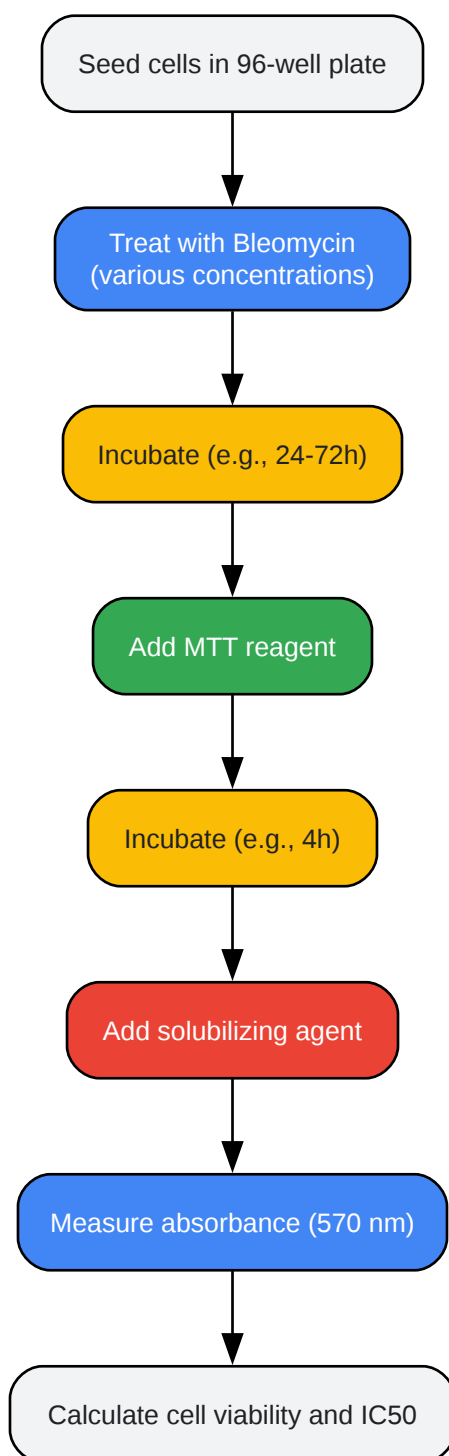 Seed cells in 96-well plate
Treat with Bleomycin
(various concentrations)
Incubate (e.g., 24-72h)
Add MTT reagent
Incubate (e.g., 4h)
Add solubilizing agent
Measure absorbance (570 nm)
Calculate cell viability and IC50